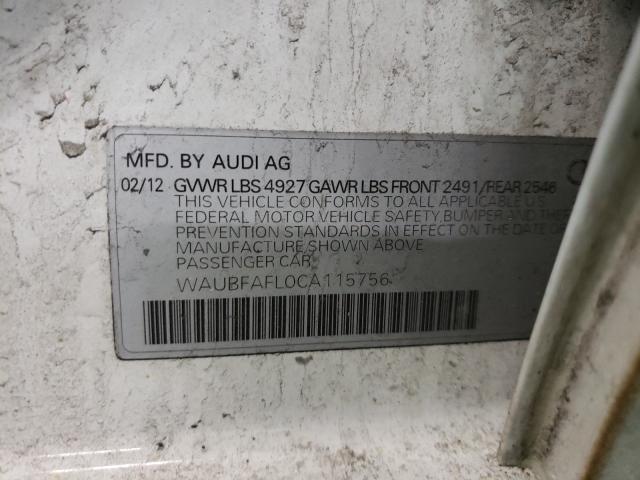 MFD. BY AUDI AG
02/12 GVWR LBS 4927 GAWR LBS FRONT 2491/REAR 2546
THIS VEHICLE CONFORMS TO ALL APPLICABLE U.S.
FEDERAL MOTOR VEHICLE SAFETY, BUMPER AND THEF
PREVENTION STANDARDS IN EFFECT ON THE DATE OF
MANUFACTURE SHOWN ABOVE
PASSENGER CAR
WAUBFAFL0CA115756